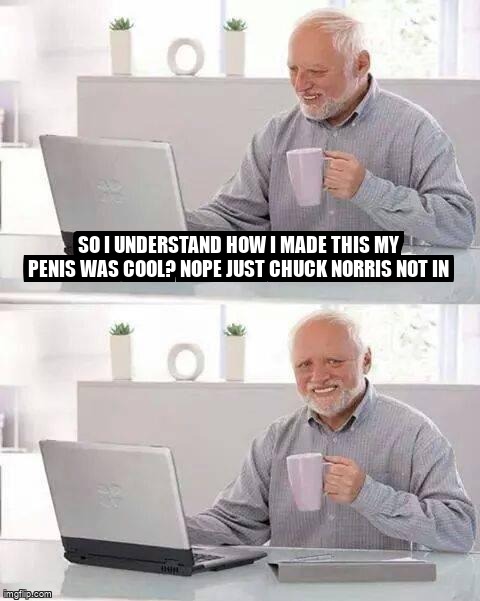 SO I UNDERSTAND HOW I MADE THIS MY
PENIS WAS COOL? NOPE JUST CHUCK NORRIS NOT IN
imgflip.com